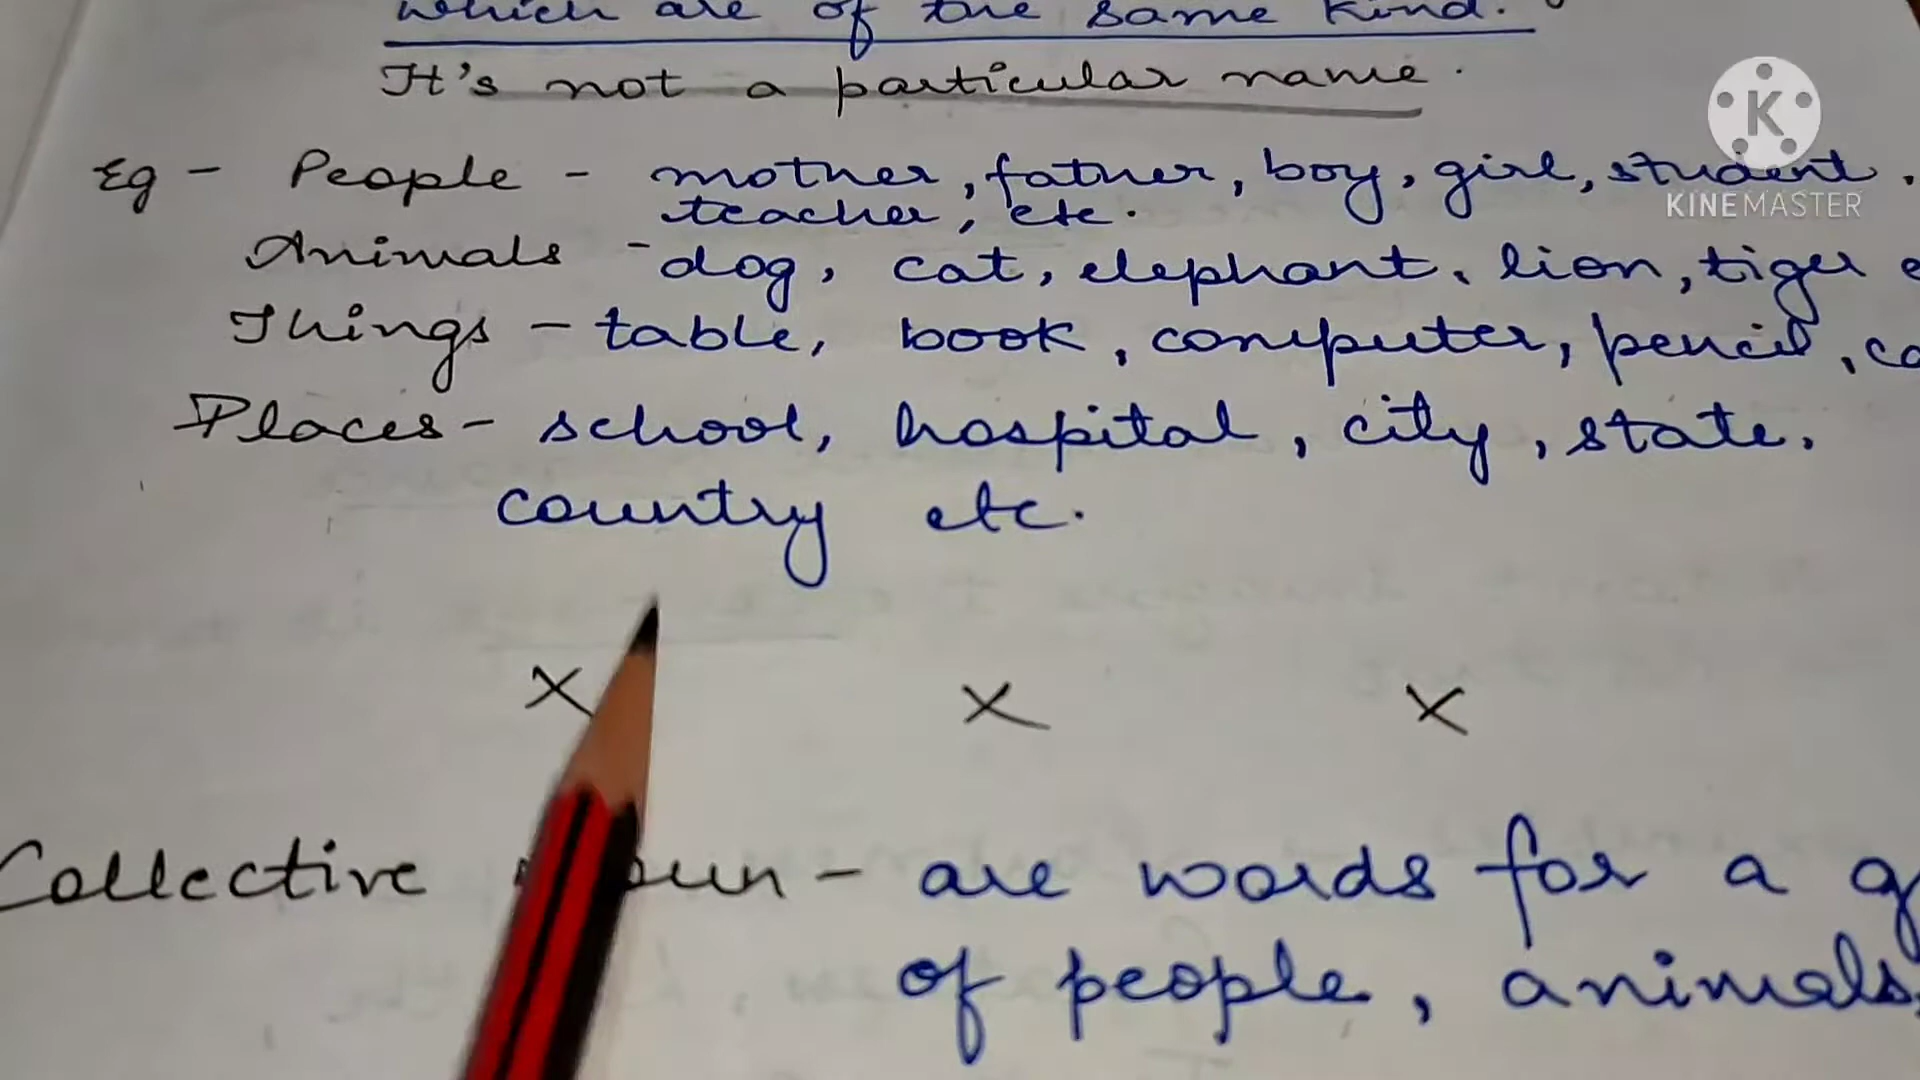 which are of the same kind.
It's not a particular name.
Eg - People - mother, father, boy, girl, student.
teacher, etc.
Animals - dog, cat, elephant, lion, tiger
Things - table, book, computer, pencil,
Places - school, hospital, city, state.
country etc.
x x x
Collective noun - are words for a
of people, animals,
K
KINEMASTER